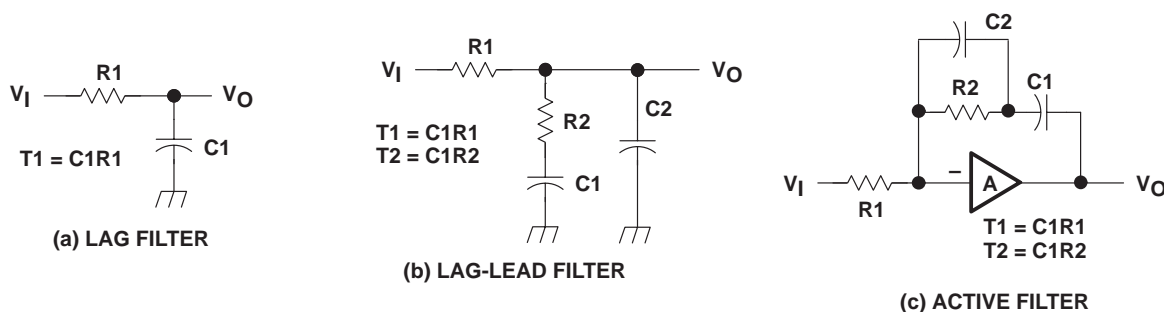 R1
V_I
V_O
C1
T1 = C1R1
(a) LAG FILTER
R1
V_I
V_O
R2
C2
T1 = C1R1
T2 = C1R2
C1
(b) LAG-LEAD FILTER
C2
R2
C1
V_I
R1
–
A
V_O
T1 = C1R1
T2 = C1R2
(c) ACTIVE FILTER